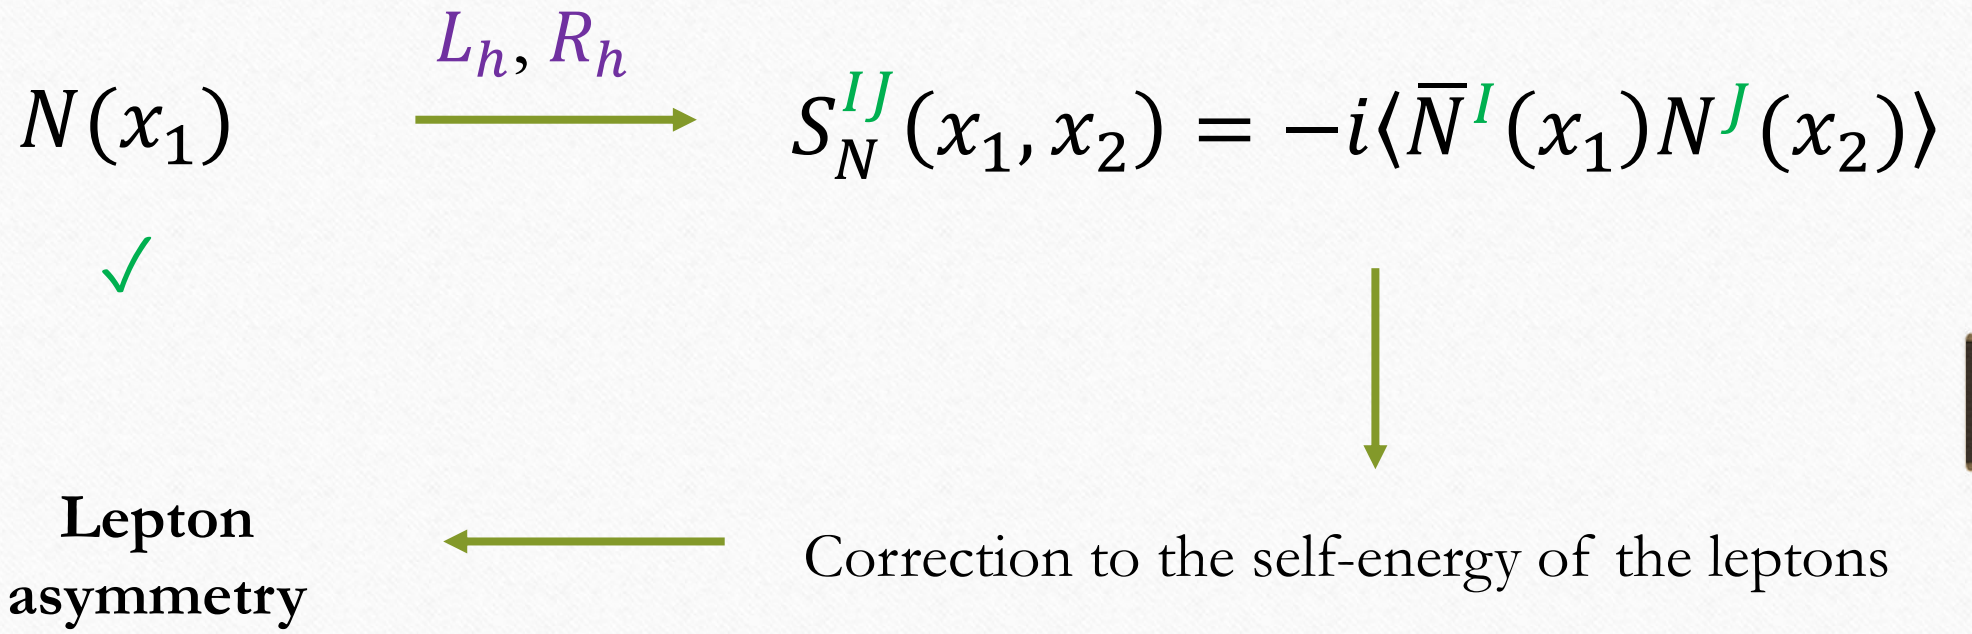 L_h, R_h
N(x_1)
S_N^{IJ}(x_1, x_2) = −i⟨N̅^I(x_1)N^J(x_2)⟩
✓
Lepton
asymmetry
Correction to the self-energy of the leptons